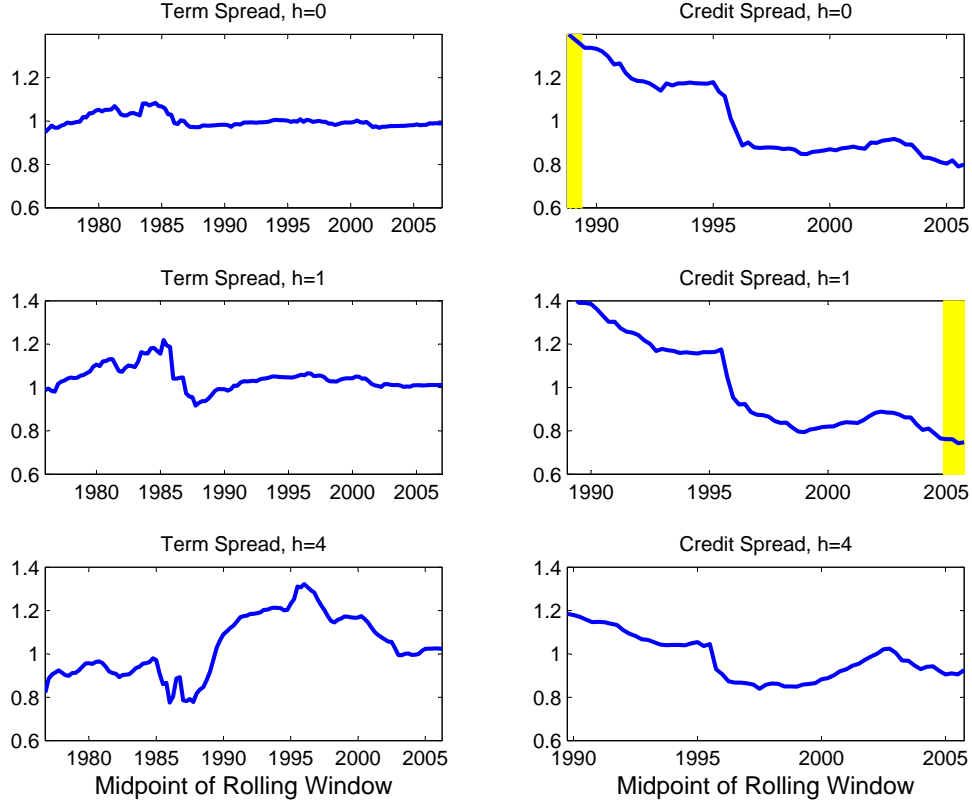 Term Spread, h=0
1.2
1
0.8
0.6
1980 1985 1990 1995 2000 2005
Credit Spread, h=0
1.2
1
0.8
0.6
1990 1995 2000 2005
Term Spread, h=1
1.4
1.2
1
0.8
0.6
1980 1985 1990 1995 2000 2005
Credit Spread, h=1
1.4
1.2
1
0.8
0.6
1990 1995 2000 2005
Term Spread, h=4
1.4
1.2
1
0.8
0.6
1980 1985 1990 1995 2000 2005
Midpoint of Rolling Window
Credit Spread, h=4
1.4
1.2
1
0.8
0.6
1990 1995 2000 2005
Midpoint of Rolling Window